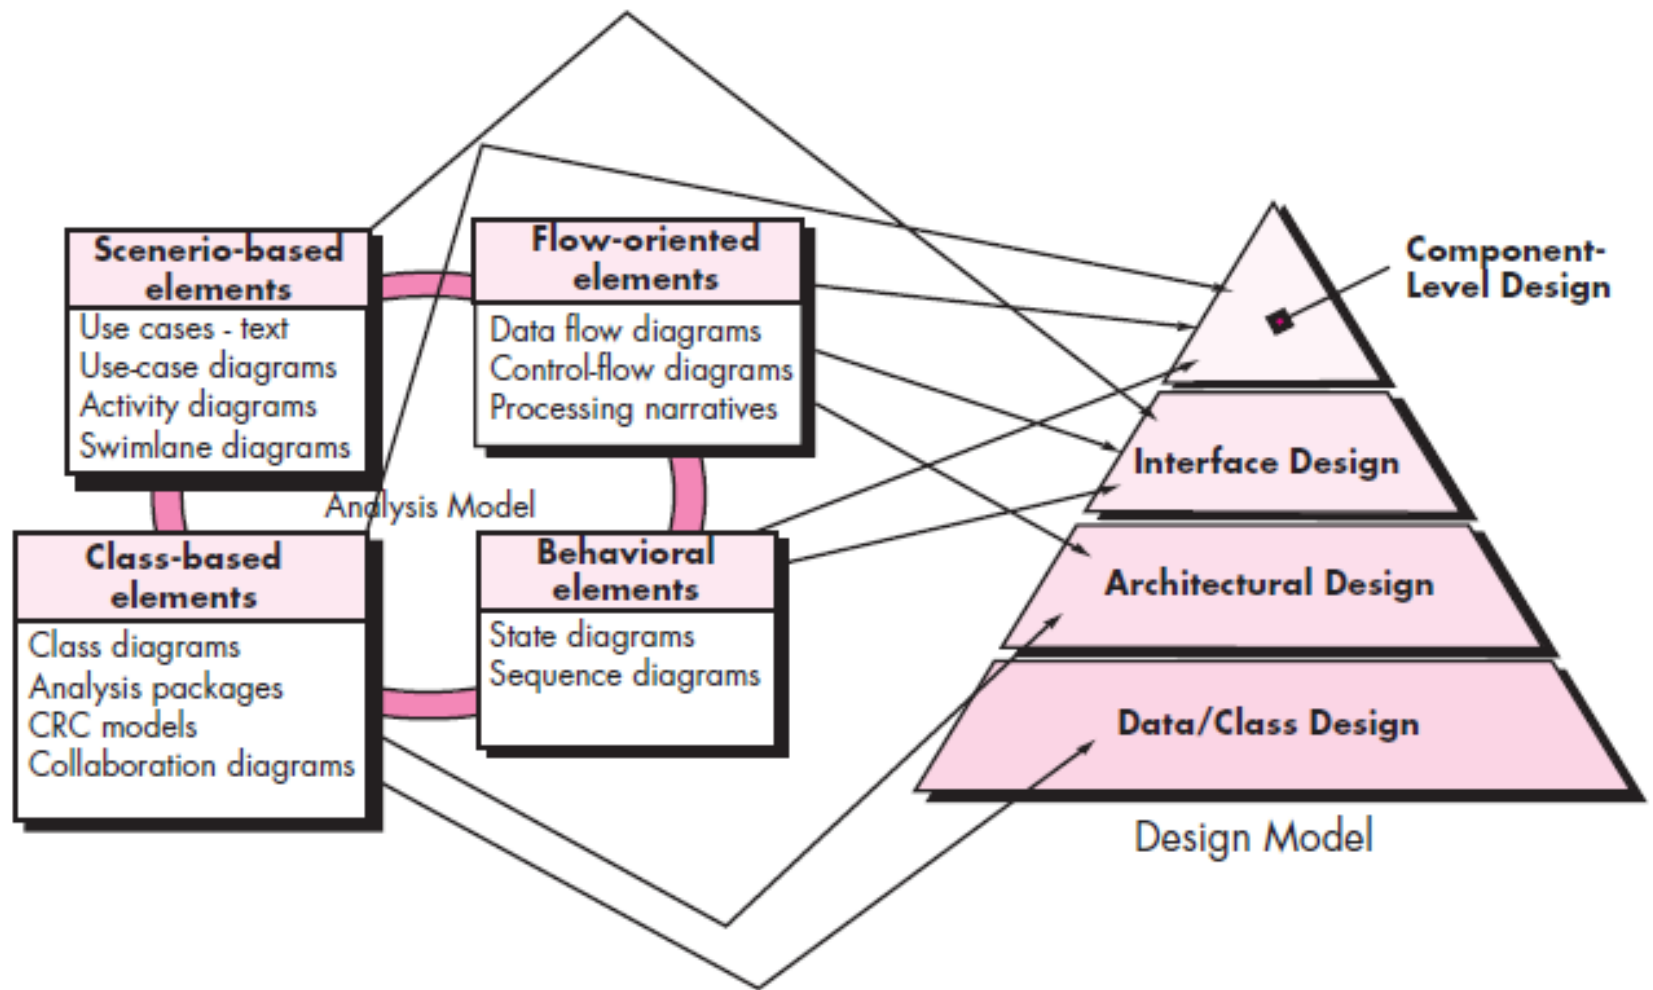 Scenerio-based
elements
Use cases - text
Use-case diagrams
Activity diagrams
Swimlane diagrams
Flow-oriented
elements
Data flow diagrams
Control-flow diagrams
Processing narratives
Analysis Model
Class-based
elements
Class diagrams
Analysis packages
CRC models
Collaboration diagrams
Behavioral
elements
State diagrams
Sequence diagrams
Component-
Level Design
Interface Design
Architectural Design
Data/Class Design
Design Model